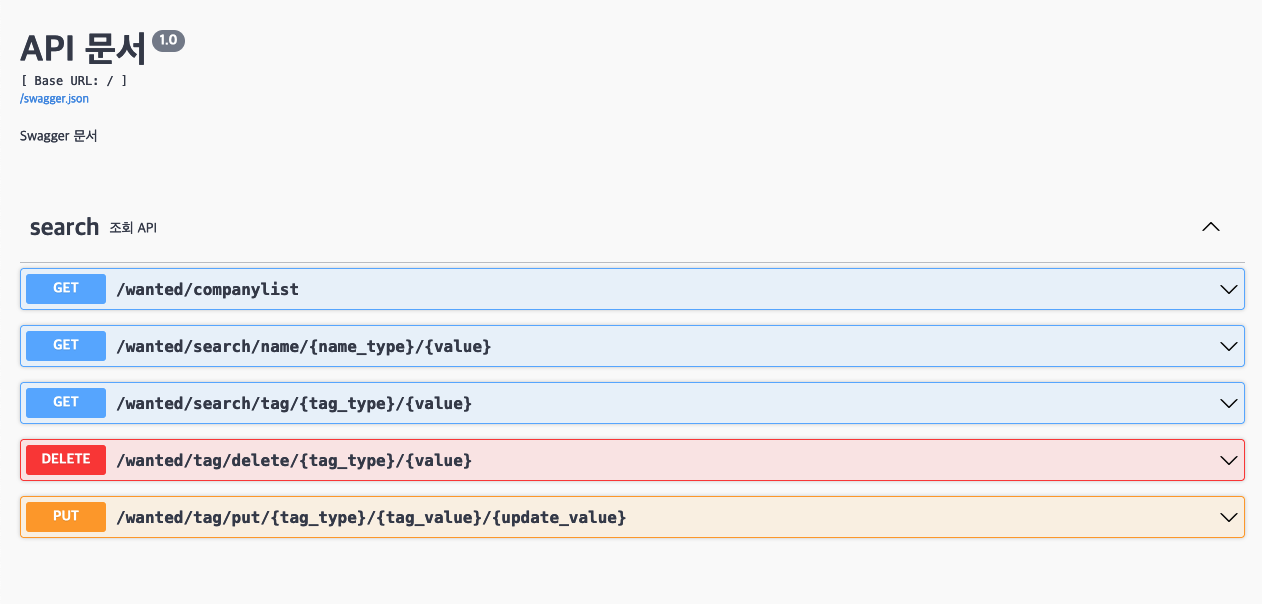 API 문서 1.0
[ Base URL: / ]
/swagger.json
Swagger 문서
search 조회 API
GET /wanted/companylist
GET /wanted/search/name/{name_type}/{value}
GET /wanted/search/tag/{tag_type}/{value}
DELETE /wanted/tag/delete/{tag_type}/{value}
PUT /wanted/tag/put/{tag_type}/{tag_value}/{update_value}